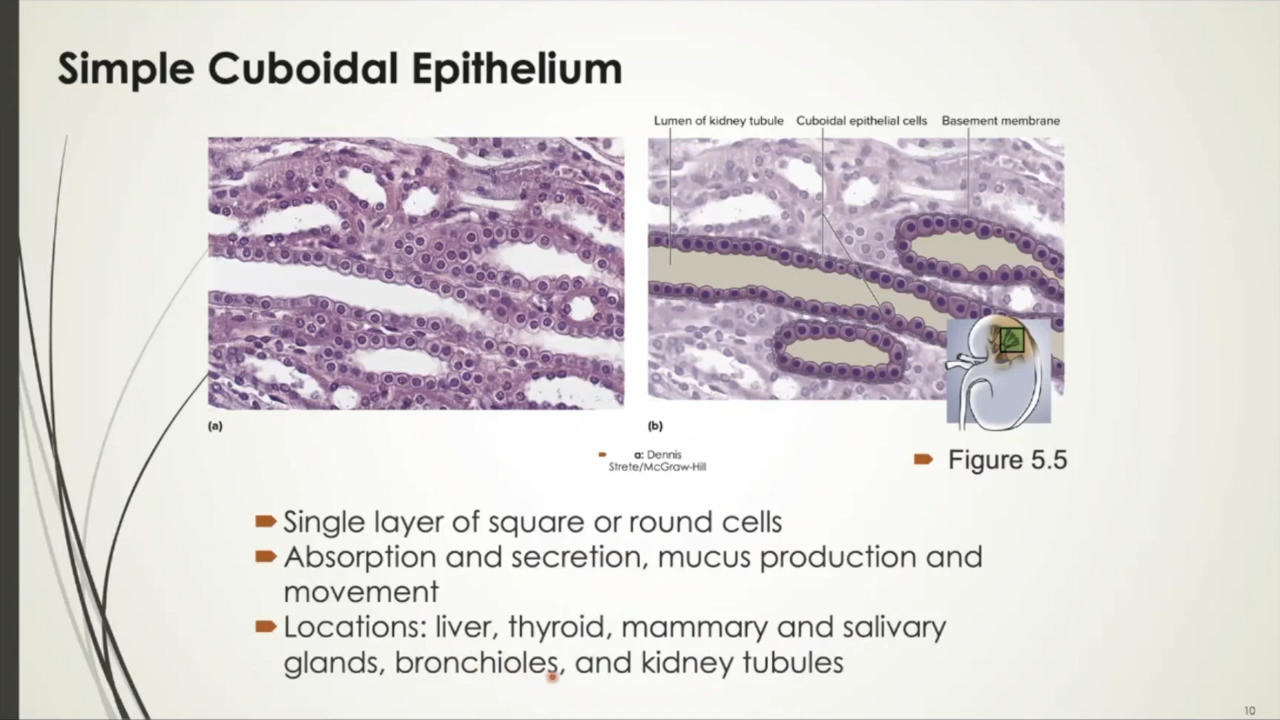 Simple Cuboidal Epithelium
Lumen of kidney tubule Cuboidal epithelial cells Basement membrane
(a)
(b)
a: Dennis
Strete/McGraw-Hill
Figure 5.5
Single layer of square or round cells
Absorption and secretion, mucus production and
movement
Locations: liver, thyroid, mammary and salivary
glands, bronchioles, and kidney tubules
10